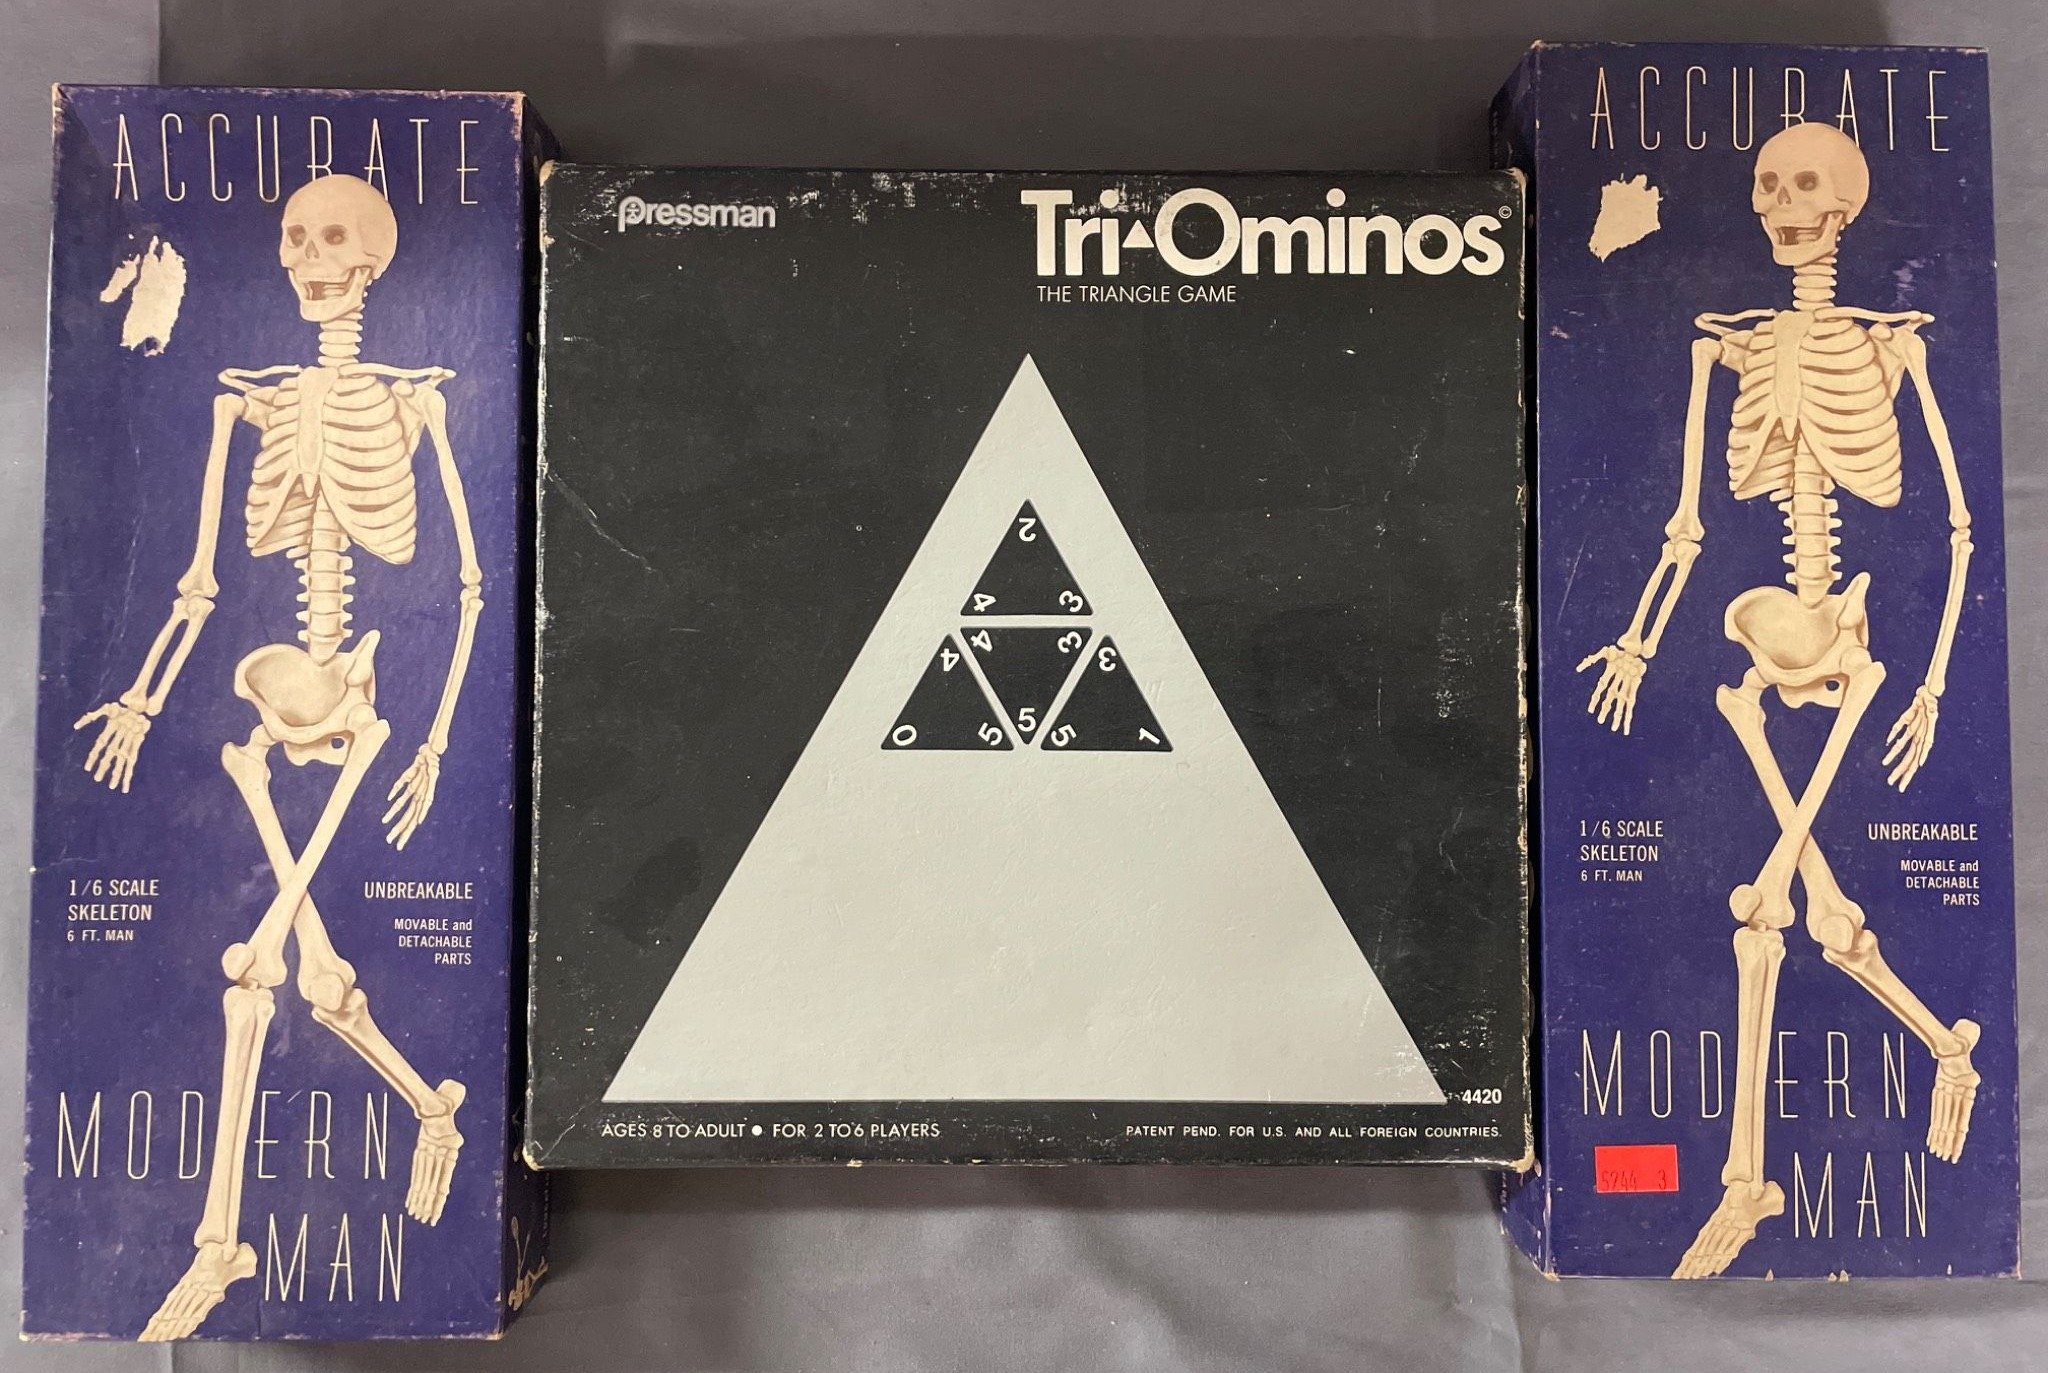 ACCURATE
1/6 SCALE
SKELETON
6 FT. MAN
UNBREAKABLE
MOVABLE and
DETACHABLE
PARTS
MODERN
MAN
Pressman
Tri-Ominos©
THE TRIANGLE GAME
2
4 3
4 4 3 3
0 5 5 5 1
4420
AGES 8 TO ADULT • FOR 2 TO 6 PLAYERS
PATENT PEND. FOR U.S. AND ALL FOREIGN COUNTRIES.
ACCURATE
1/6 SCALE
SKELETON
6 FT. MAN
UNBREAKABLE
MOVABLE and
DETACHABLE
PARTS
MODERN
MAN
5244 3